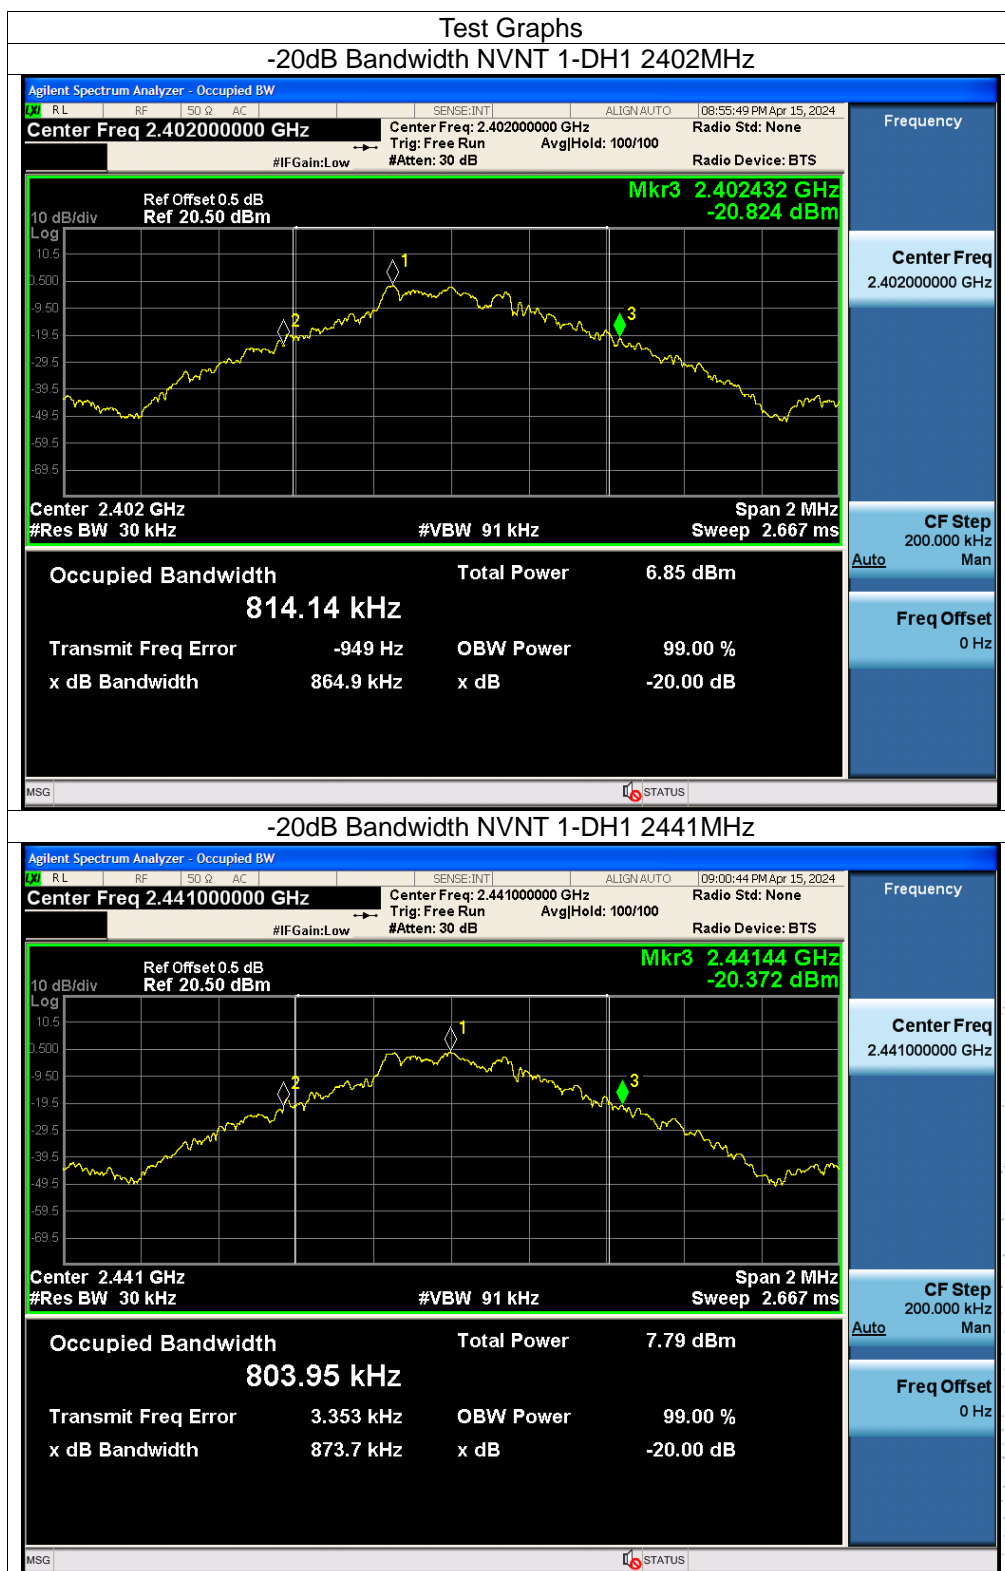 Test Graphs
-20dB Bandwidth NVNT 1-DH1 2402MHz
Agilent Spectrum Analyzer - Occupied BW
LXI RL RF 50 Ω AC SENSE:INT ALIGN AUTO 08:55:49 PM Apr 15, 2024
Center Freq 2.402000000 GHz Center Freq: 2.402000000 GHz Radio Std: None
Trig: Free Run Avg|Hold: 100/100
#IFGain:Low #Atten: 30 dB Radio Device: BTS
Frequency
Mkr3 2.402432 GHz
-20.824 dBm
Ref Offset 0.5 dB
10 dB/div Ref 20.50 dBm
Log
10.5
0.500
-9.50
-19.5
-29.5
-39.5
-49.5
-59.5
-69.5
1
2
3
Center Freq
2.402000000 GHz
Center 2.402 GHz Span 2 MHz
#Res BW 30 kHz #VBW 91 kHz Sweep 2.667 ms
CF Step
200.000 kHz
Auto Man
Occupied Bandwidth Total Power 6.85 dBm
814.14 kHz
Transmit Freq Error -949 Hz OBW Power 99.00 %
x dB Bandwidth 864.9 kHz x dB -20.00 dB
Freq Offset
0 Hz
MSG STATUS
-20dB Bandwidth NVNT 1-DH1 2441MHz
Agilent Spectrum Analyzer - Occupied BW
LXI RL RF 50 Ω AC SENSE:INT ALIGN AUTO 09:00:44 PM Apr 15, 2024
Center Freq 2.441000000 GHz Center Freq: 2.441000000 GHz Radio Std: None
Trig: Free Run Avg|Hold: 100/100
#IFGain:Low #Atten: 30 dB Radio Device: BTS
Frequency
Mkr3 2.44144 GHz
-20.372 dBm
Ref Offset 0.5 dB
10 dB/div Ref 20.50 dBm
Log
10.5
0.500
-9.50
-19.5
-29.5
-39.5
-49.5
-59.5
-69.5
1
2
3
Center Freq
2.441000000 GHz
Center 2.441 GHz Span 2 MHz
#Res BW 30 kHz #VBW 91 kHz Sweep 2.667 ms
CF Step
200.000 kHz
Auto Man
Occupied Bandwidth Total Power 7.79 dBm
803.95 kHz
Transmit Freq Error 3.353 kHz OBW Power 99.00 %
x dB Bandwidth 873.7 kHz x dB -20.00 dB
Freq Offset
0 Hz
MSG STATUS